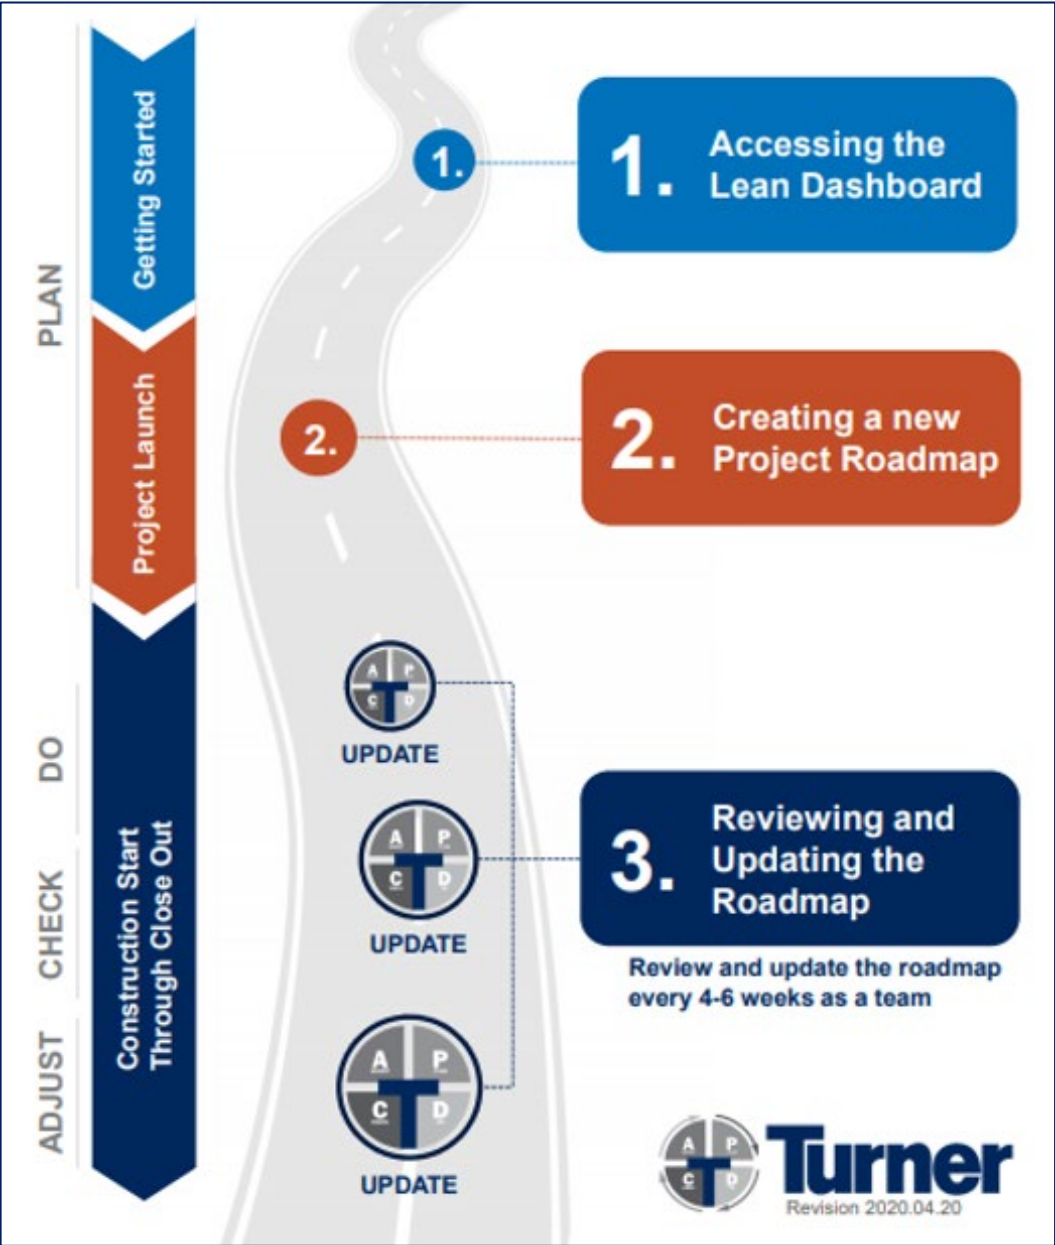 PLAN
DO
CHECK
ADJUST
Getting Started
Project Launch
Construction Start
Through Close Out
1.
1.
Accessing the
Lean Dashboard
2.
2.
Creating a new
Project Roadmap
A P
C D
T
UPDATE
A P
C D
T
UPDATE
A P
C D
T
UPDATE
3.
Reviewing and
Updating the
Roadmap
Review and update the roadmap
every 4-6 weeks as a team
A P
C D
T
Turner
Revision 2020.04.20